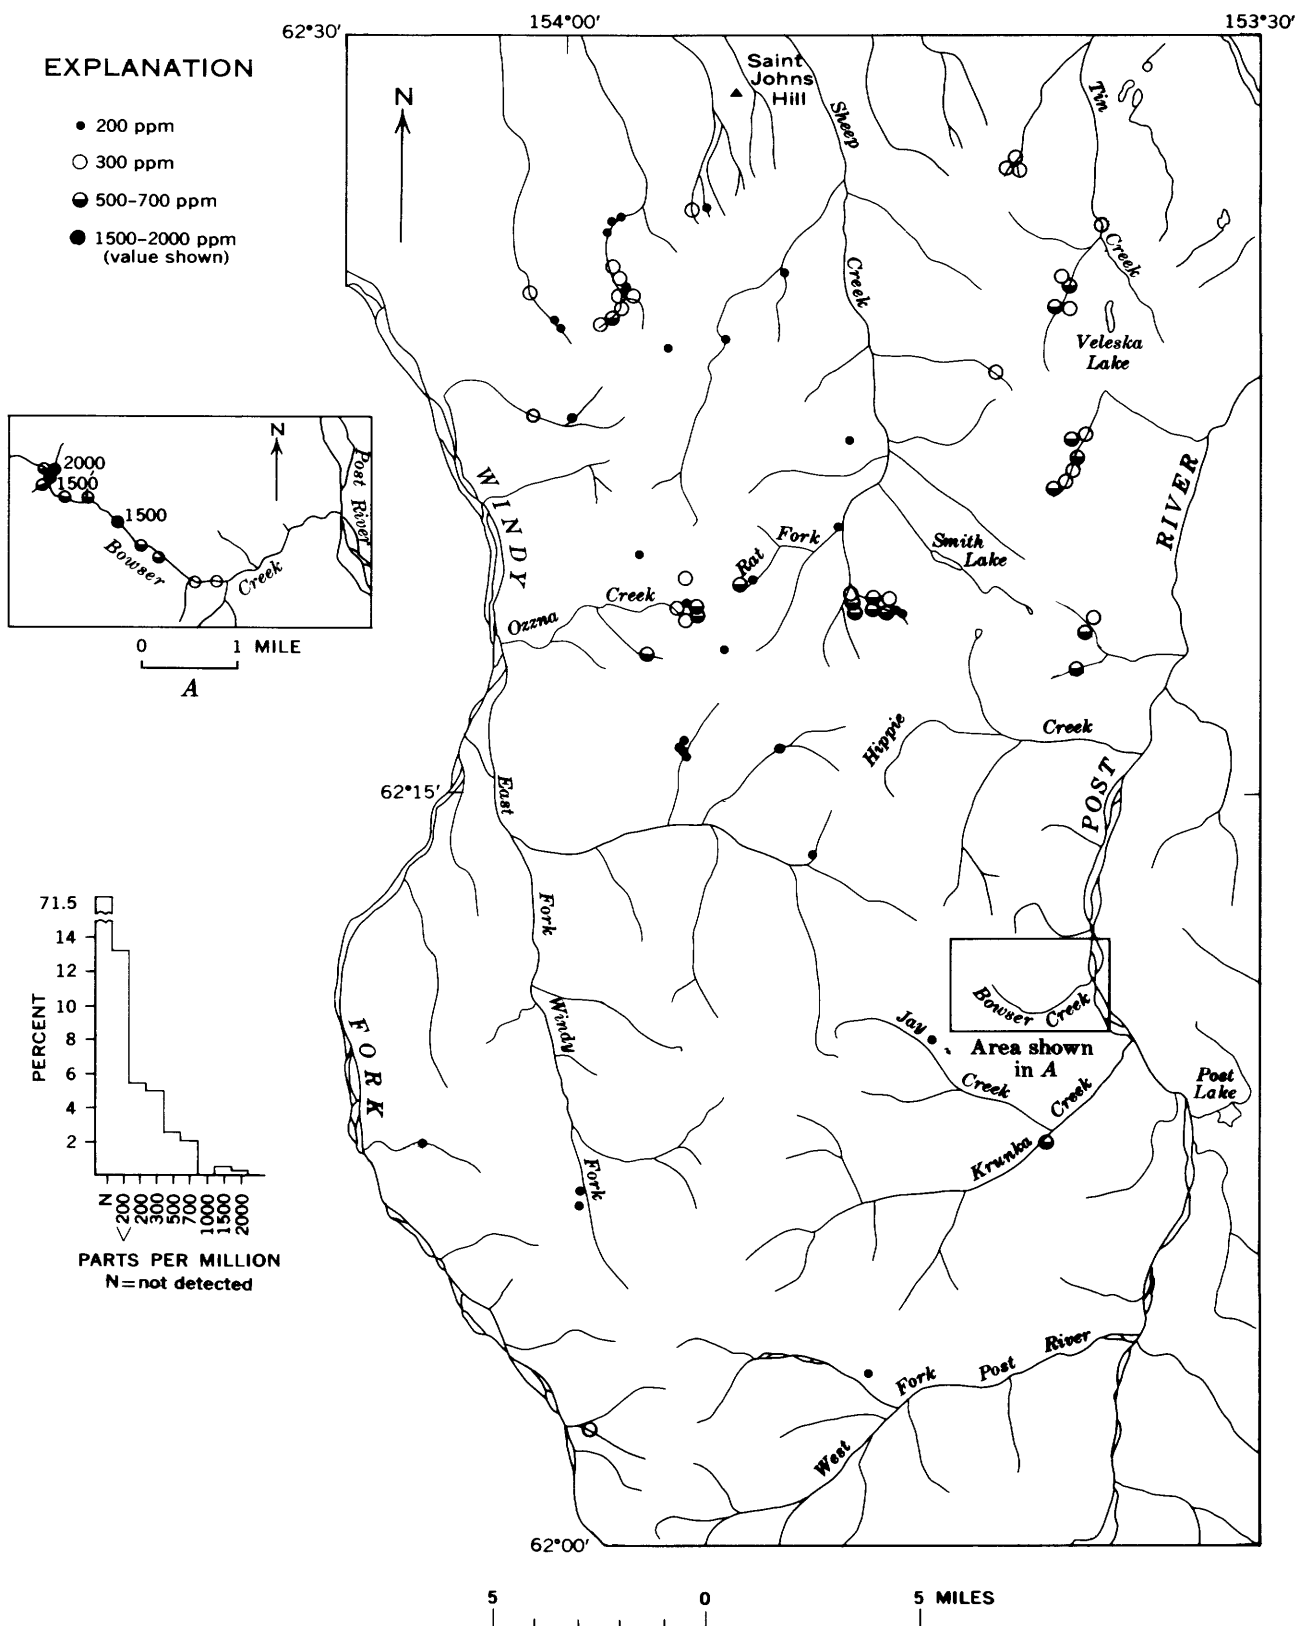 62°30′
154°00′
153°30′
EXPLANATION
200 ppm
300 ppm
500-700 ppm
1500-2000 ppm
(value shown)
N
Saint
Johns
Hill
Sheep
Creek
Tin
Creek
Veleska
Lake
N
2000
1500
1500
Bowser
Creek
Post River
0 1 MILE
A
WINDY
RIVER
Fork
Rat
Smith
Lake
Ozzna
Creek
Hippie
Creek
62°15′
East
POST
Fork
71.5
14
12
10
8
6
4
2
PERCENT
N
<200
200
300
500
700
1000
1500
2000
PARTS PER MILLION
N=not detected
FORK
Windy
Bowser
Creek
Jay
Creek
Area shown
in A
Post
Lake
Krunka
Creek
Fork
West
Fork
Post
River
62°00′
5 0 5 MILES